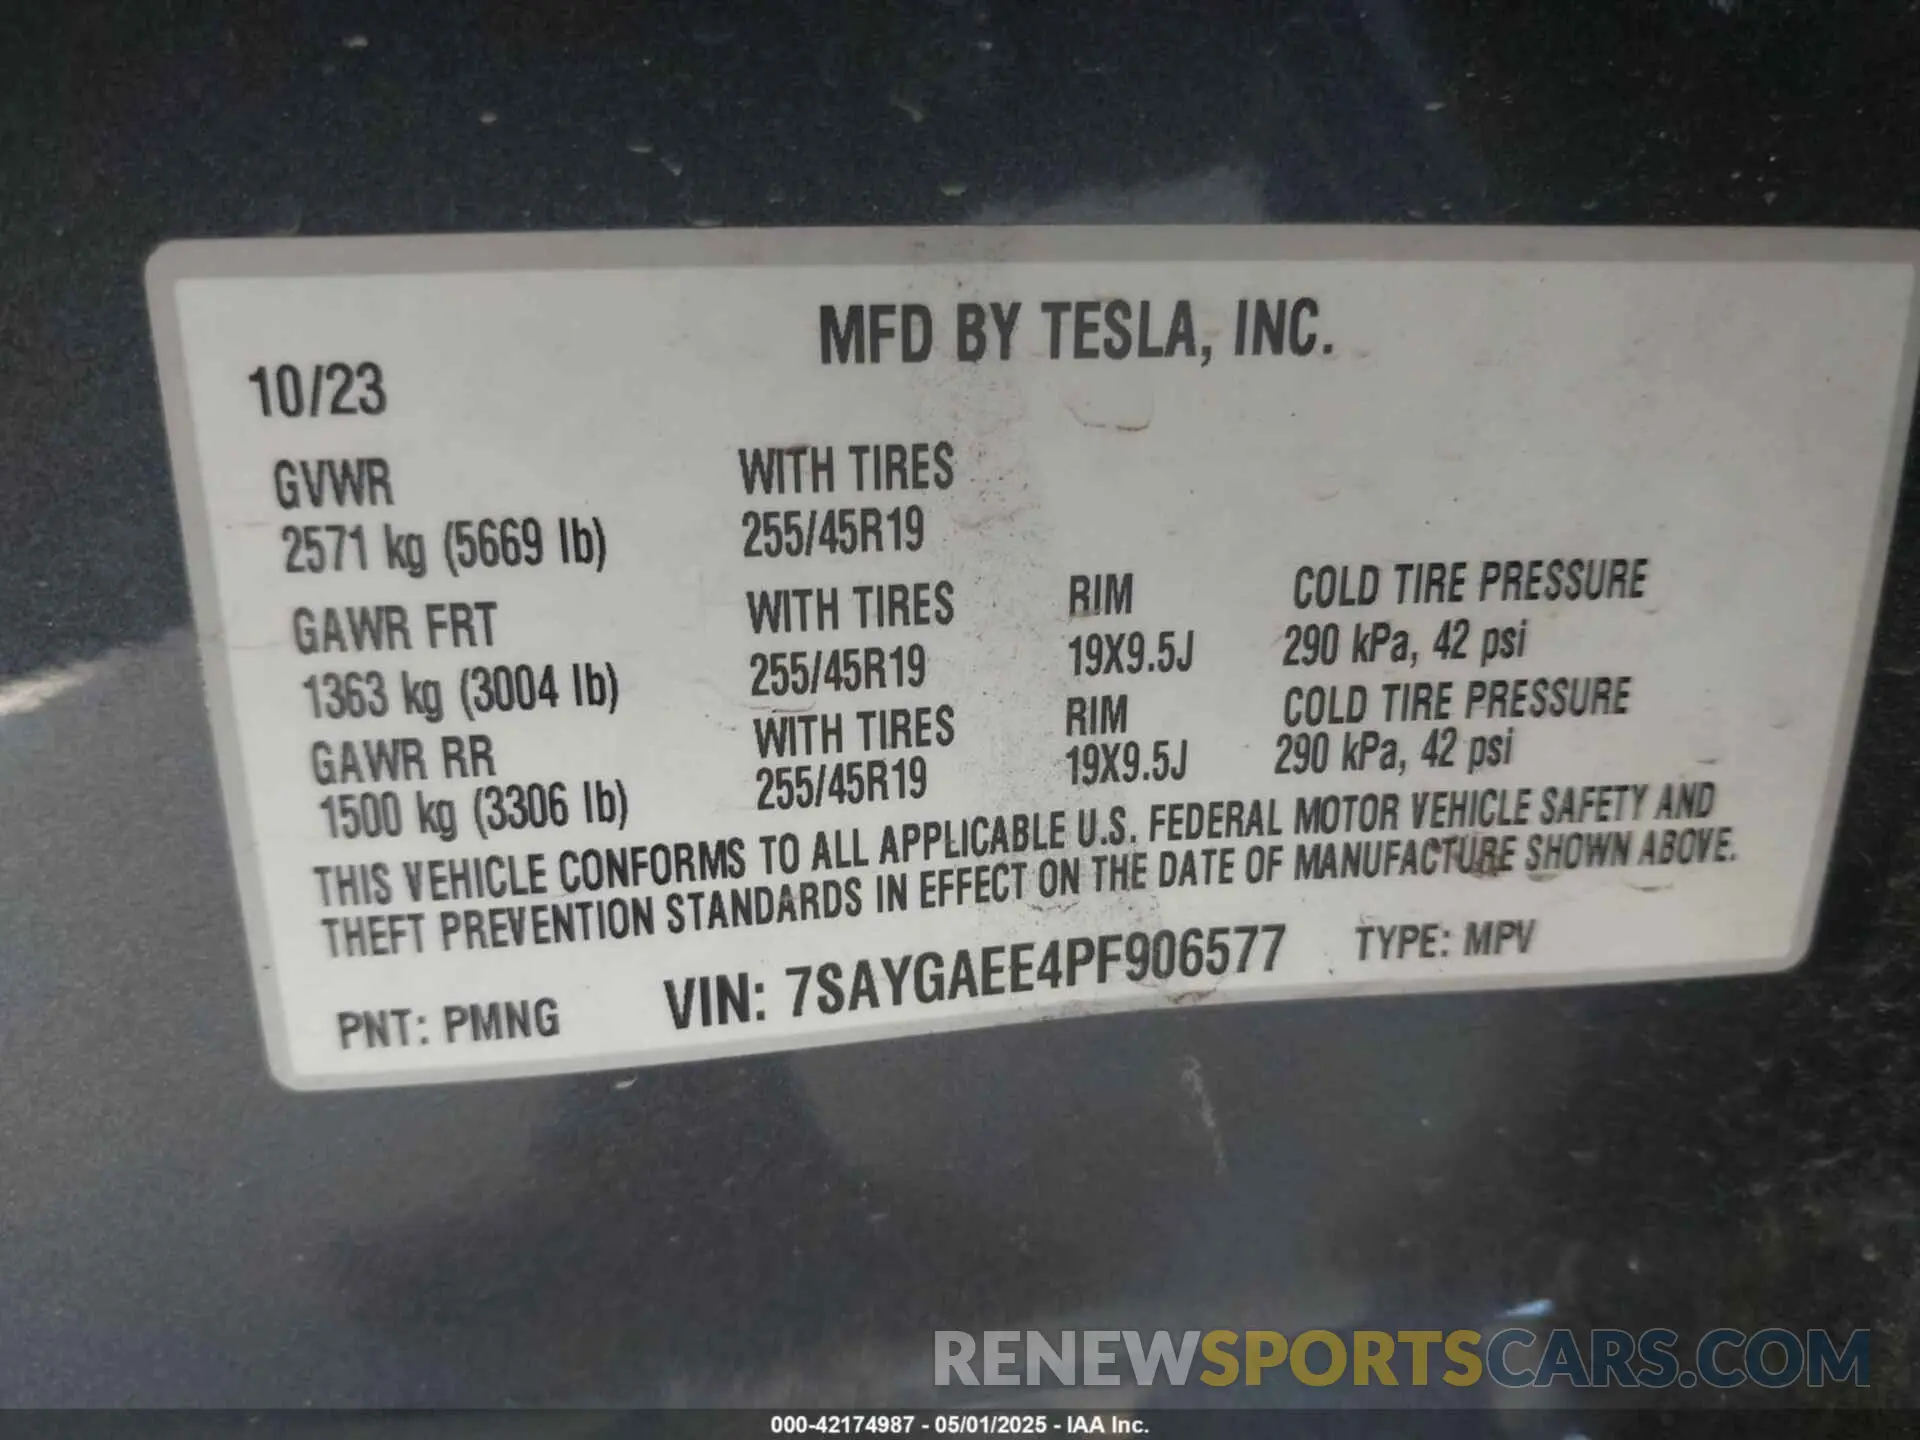 MFD BY TESLA, INC.
10/23
GVWR WITH TIRES
2571 kg (5669 lb) 255/45R19
GAWR FRT WITH TIRES RIM COLD TIRE PRESSURE
1363 kg (3004 lb) 255/45R19 19X9.5J 290 kPa, 42 psi
GAWR RR WITH TIRES RIM COLD TIRE PRESSURE
1500 kg (3306 lb) 255/45R19 19X9.5J 290 kPa, 42 psi
THIS VEHICLE CONFORMS TO ALL APPLICABLE U.S. FEDERAL MOTOR VEHICLE SAFETY AND
THEFT PREVENTION STANDARDS IN EFFECT ON THE DATE OF MANUFACTURE SHOWN ABOVE.
PNT: PMNG VIN: 7SAYGAEE4PF906577 TYPE: MPV
RENEWSPORTSCARS.COM
000-42174987 - 05/01/2025 - IAA Inc.